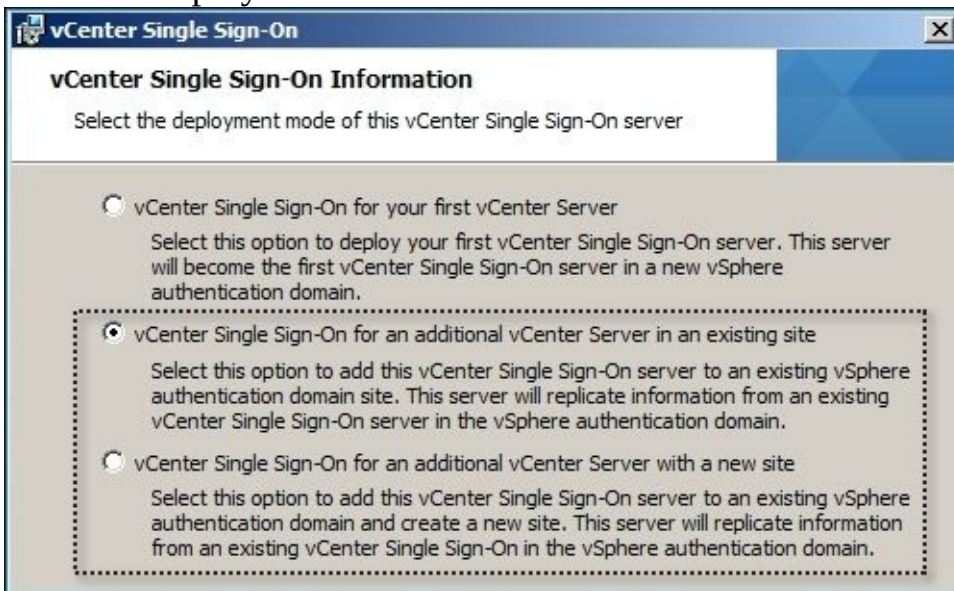 vCenter Single Sign-On
vCenter Single Sign-On Information
Select the deployment mode of this vCenter Single Sign-On server
vCenter Single Sign-On for your first vCenter Server
Select this option to deploy your first vCenter Single Sign-On server. This server
will become the first vCenter Single Sign-On server in a new vSphere
authentication domain.
vCenter Single Sign-On for an additional vCenter Server in an existing site
Select this option to add this vCenter Single Sign-On server to an existing vSphere
authentication domain site. This server will replicate information from an existing
vCenter Single Sign-On server in the vSphere authentication domain.
vCenter Single Sign-On for an additional vCenter Server with a new site
Select this option to add this vCenter Single Sign-On server to an existing vSphere
authentication domain and create a new site. This server will replicate information
from an existing vCenter Single Sign-On in the vSphere authentication domain.